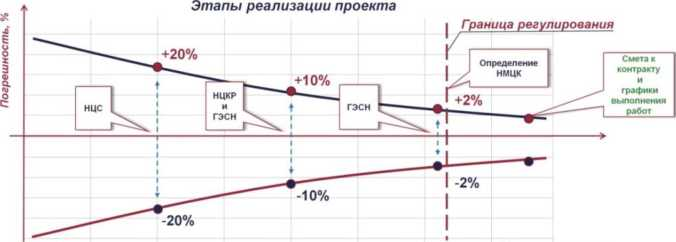 Этапы реализации проекта
Погрешность, %
Граница регулирования
+20%
+10%
+2%
НЦС
НЦКР
и
ГЭСН
ГЭСН
Определение
НМЦК
Смета к
контракту
и
графики
выполнения
работ
-20%
-10%
-2%